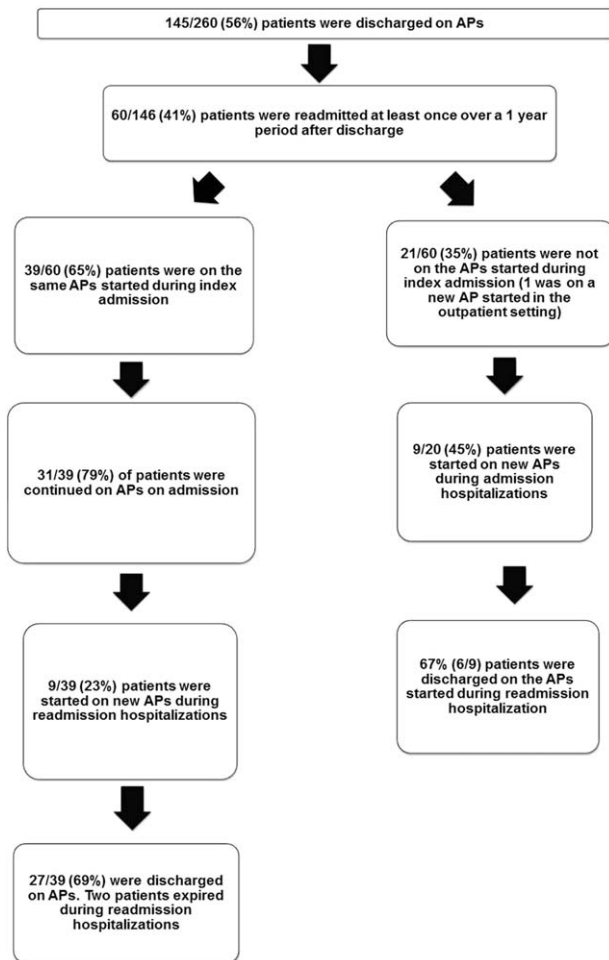 145/260 (56%) patients were discharged on APs
60/146 (41%) patients were readmitted at least once over a 1 year
period after discharge
39/60 (65%) patients were on the
same APs started during index
admission
21/60 (35%) patients were not
on the APs started during
index admission (1 was on a
new AP started in the
outpatient setting)
31/39 (79%) of patients were
continued on APs on admission
9/20 (45%) patients were
started on new APs
during admission
hospitalizations
9/39 (23%) patients were
started on new APs during
readmission hospitalizations
67% (6/9) patients were
discharged on the APs
started during readmission
hospitalization
27/39 (69%) were discharged
on APs. Two patients expired
during readmission
hospitalizations